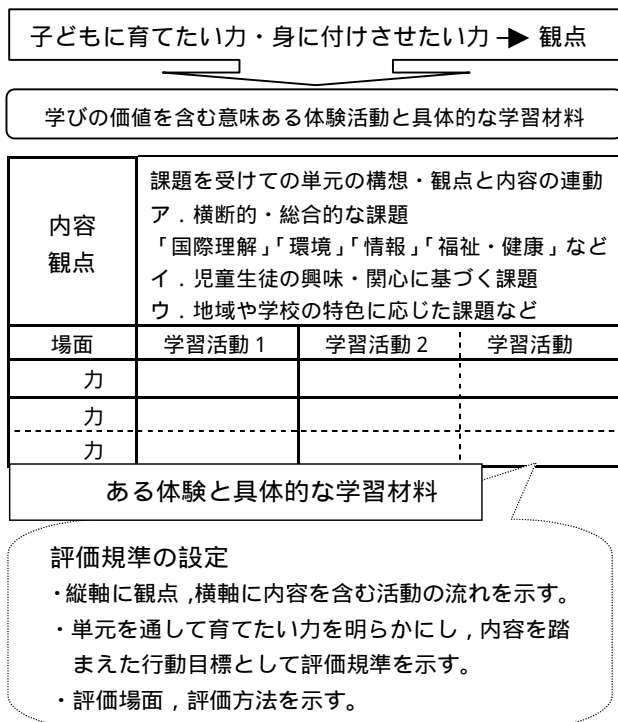 子どもに育てたい力・身に付けさせたい力 → 観点
学びの価値を含む意味ある体験活動と具体的な学習材料
内容
観点
課題を受けての単元の構想・観点と内容の連動
ア．横断的・総合的な課題
「国際理解」「環境」「情報」「福祉・健康」など
イ．児童生徒の興味・関心に基づく課題
ウ．地域や学校の特色に応じた課題など
場面 学習活動１ 学習活動２ 学習活動
力
力
力
ある体験と具体的な学習材料
評価規準の設定
・縦軸に観点，横軸に内容を含む活動の流れを示す。
・単元を通して育てたい力を明らかにし，内容を踏
まえた行動目標として評価規準を示す。
・評価場面，評価方法を示す。